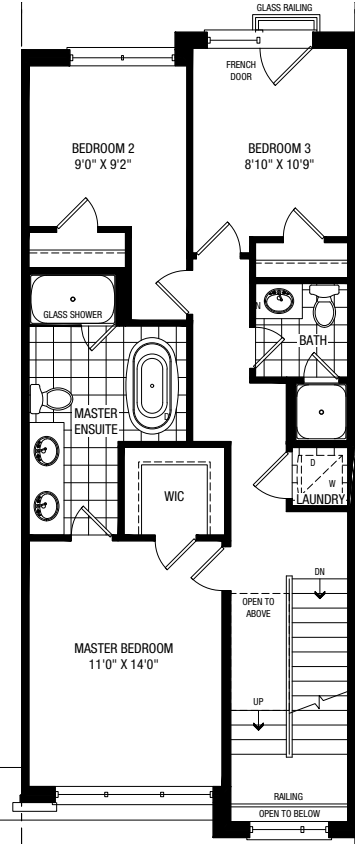 GLASS RAILING
FRENCH
DOOR
BEDROOM 2
9'0" X 9'2"
BEDROOM 3
8'10" X 10'9"
GLASS SHOWER
N
BATH
MASTER
ENSUITE
D
W
LAUNDRY
WIC
DN
OPEN TO
ABOVE
MASTER BEDROOM
11'0" X 14'0"
UP
RAILING
OPEN TO BELOW